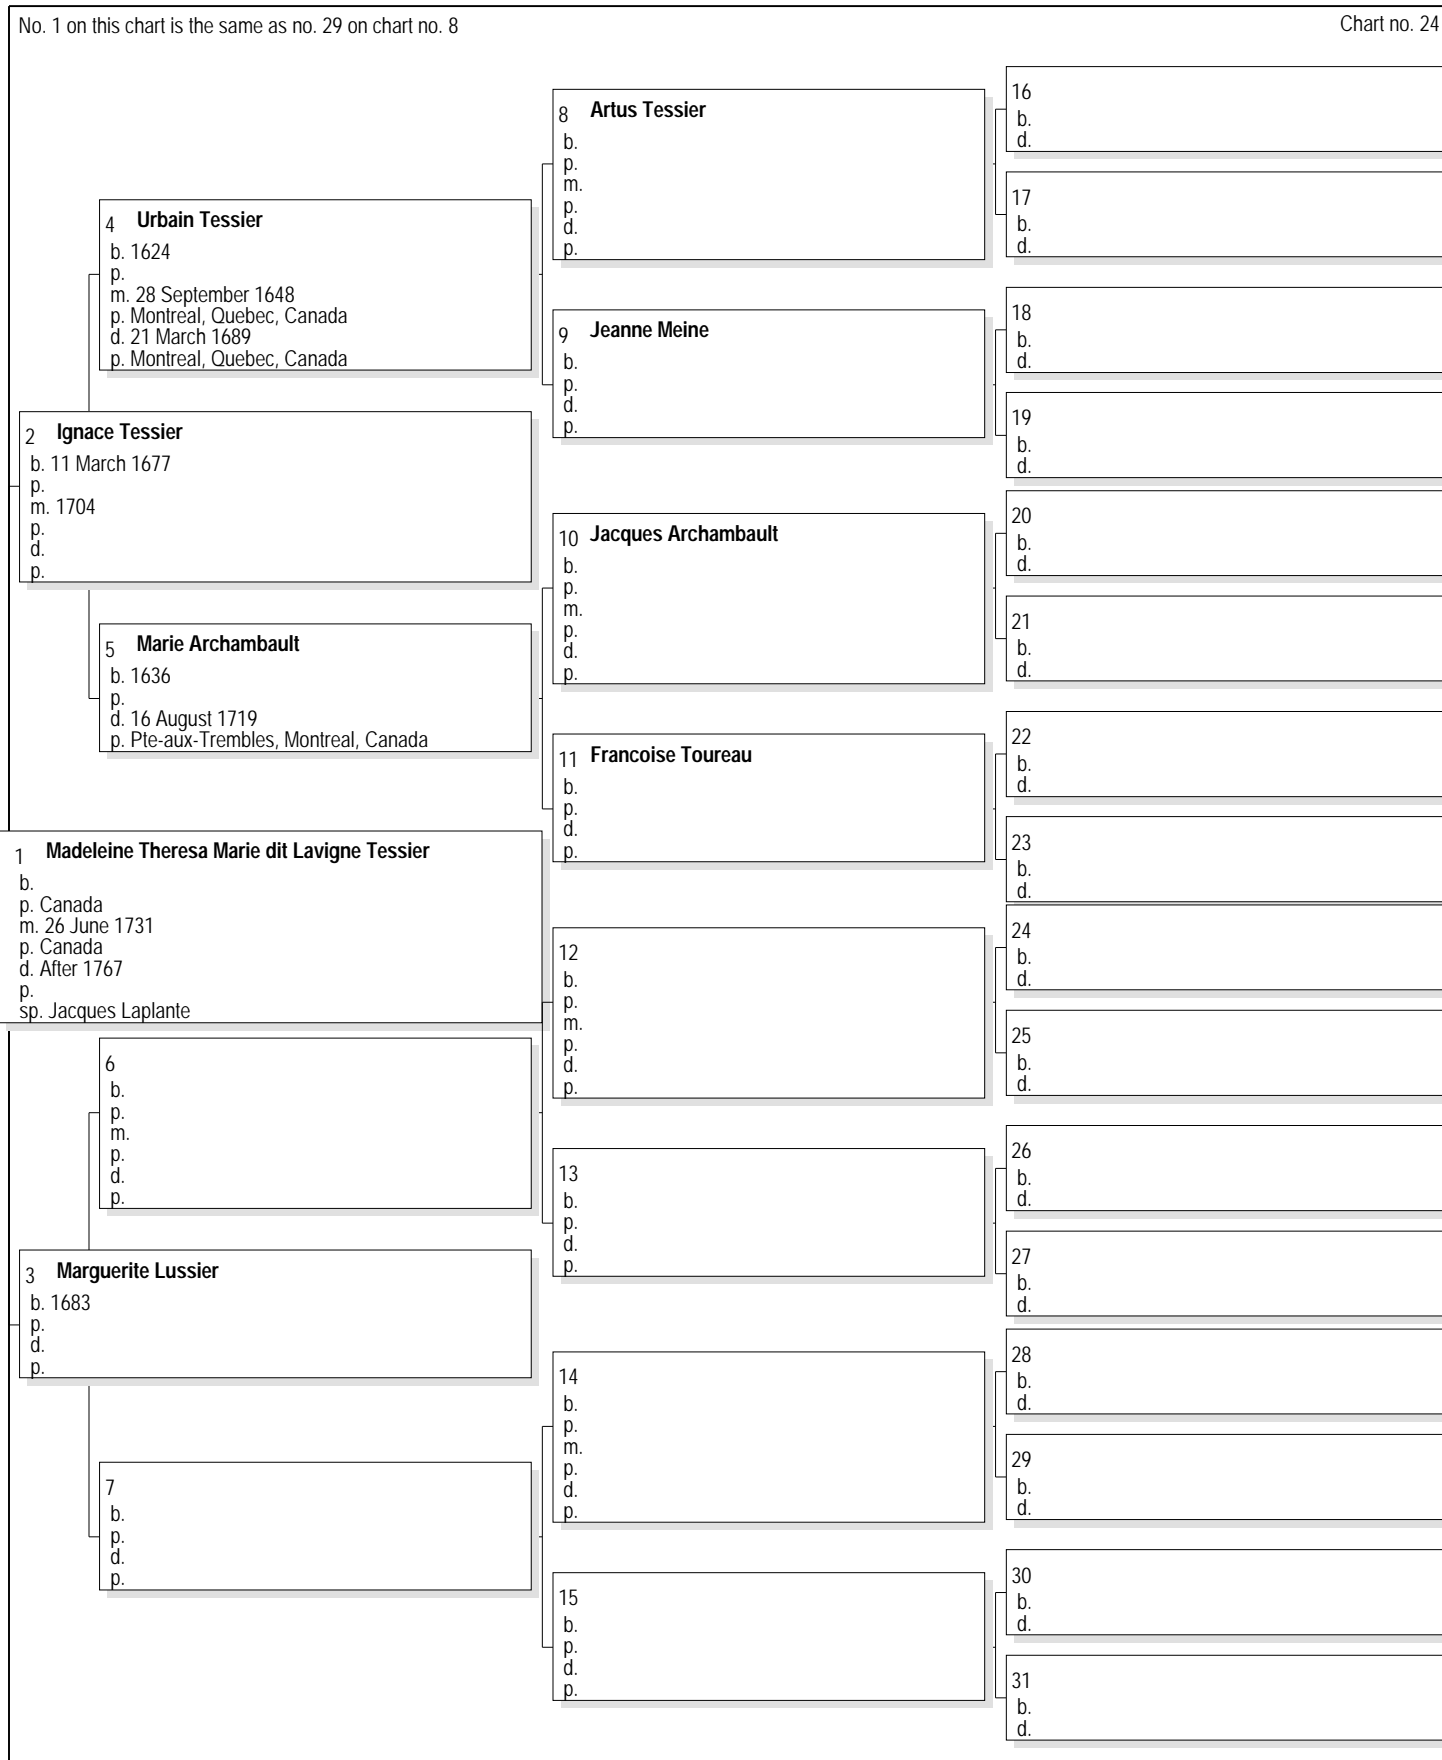 No. 1 on this chart is the same as no. 29 on chart no. 8
Chart no. 24
8 Artus Tessier
b.
p.
m.
p.
d.
p.
4 Urbain Tessier
b. 1624
p.
m. 28 September 1648
p. Montreal, Quebec, Canada
d. 21 March 1689
p. Montreal, Quebec, Canada
9 Jeanne Meine
b.
p.
d.
p.
2 Ignace Tessier
b. 11 March 1677
p.
m. 1704
p.
d.
p.
10 Jacques Archambault
b.
p.
m.
p.
d.
p.
5 Marie Archambault
b. 1636
p.
d. 16 August 1719
p. Pte-aux-Trembles, Montreal, Canada
11 Francoise Toureau
b.
p.
d.
p.
1 Madeleine Theresa Marie dit Lavigne Tessier
b.
p. Canada
m. 26 June 1731
p. Canada
d. After 1767
p.
sp. Jacques Laplante
12
b.
p.
m.
p.
d.
p.
6
b.
p.
m.
p.
d.
p.
13
b.
p.
d.
p.
3 Marguerite Lussier
b. 1683
p.
d.
p.
14
b.
p.
m.
p.
d.
p.
7
b.
p.
d.
p.
15
b.
p.
d.
p.
16
b.
d.
17
b.
d.
18
b.
d.
19
b.
d.
20
b.
d.
21
b.
d.
22
b.
d.
23
b.
d.
24
b.
d.
25
b.
d.
26
b.
d.
27
b.
d.
28
b.
d.
29
b.
d.
30
b.
d.
31
b.
d.